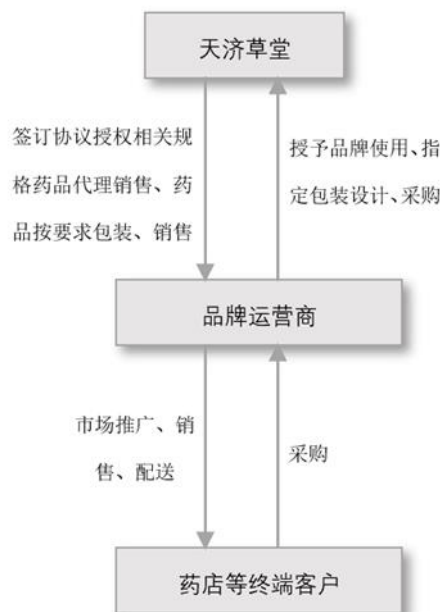 天济草堂
签订协议授权相关规
格药品代理销售、药
品按要求包装、销售
授予品牌使用、指
定包装设计、采购
品牌运营商
市场推广、销
售、配送
采购
药店等终端客户